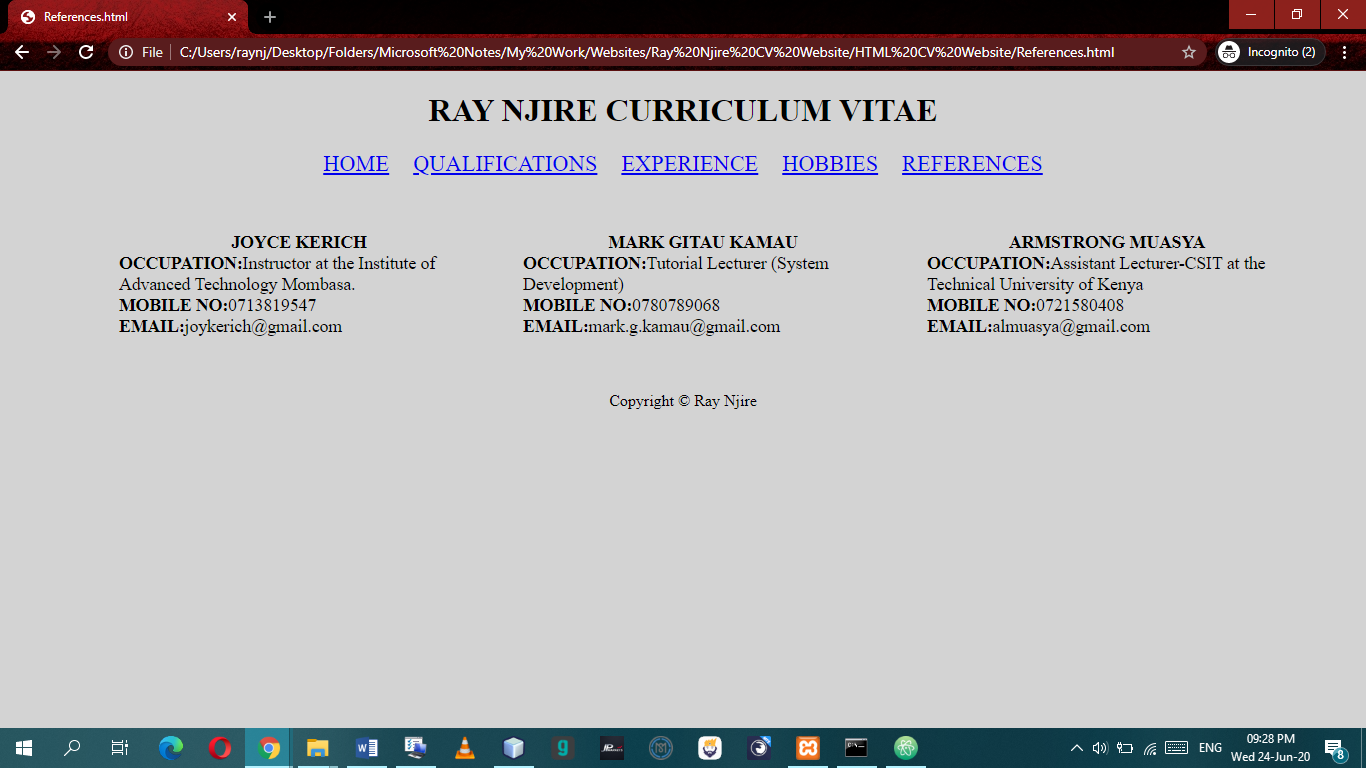 References.html
File
C:/Users/raynj/Desktop/Folders/Microsoft%20Notes/My%20Work/Websites/Ray%20Njire%20CV%20Website/HTML%20CV%20Website/References.html
Incognito (2)
RAY NJIRE CURRICULUM VITAE
HOME QUALIFICATIONS EXPERIENCE HOBBIES REFERENCES
JOYCE KERICH
OCCUPATION:Instructor at the Institute of
Advanced Technology Mombasa.
MOBILE NO:0713819547
EMAIL:joykerich@gmail.com
MARK GITAU KAMAU
OCCUPATION:Tutorial Lecturer (System
Development)
MOBILE NO:0780789068
EMAIL:mark.g.kamau@gmail.com
ARMSTRONG MUASYA
OCCUPATION:Assistant Lecturer-CSIT at the
Technical University of Kenya
MOBILE NO:0721580408
EMAIL:almuasya@gmail.com
Copyright © Ray Njire
ENG
09:28 PM
Wed 24-Jun-20
8